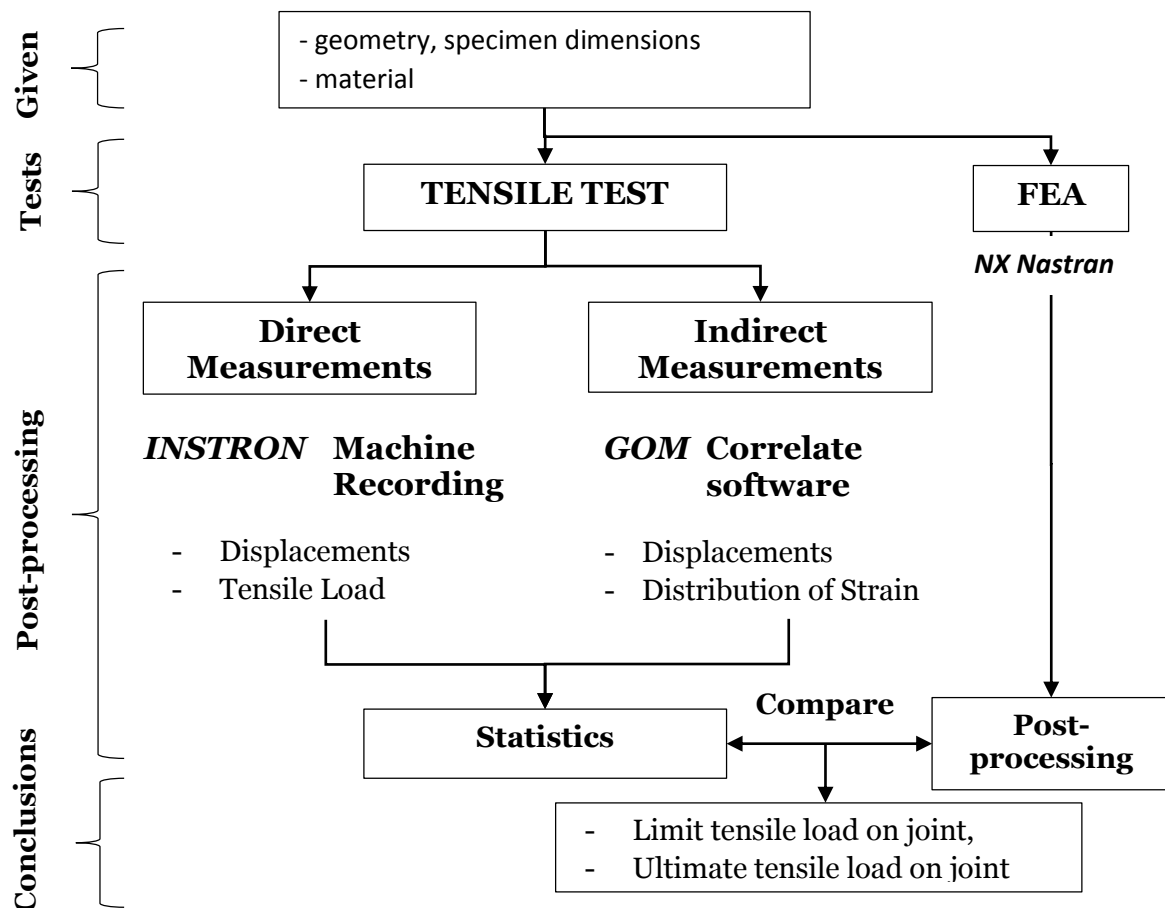 Given
- geometry, specimen dimensions
- material
Tests
TENSILE TEST
FEA
NX Nastran
Post-processing
Direct
Measurements
Indirect
Measurements
INSTRON Machine
Recording
GOM Correlate
software
- Displacements
- Tensile Load
- Displacements
- Distribution of Strain
Statistics
Compare
Post-
processing
Conclusions
- Limit tensile load on joint,
- Ultimate tensile load on joint